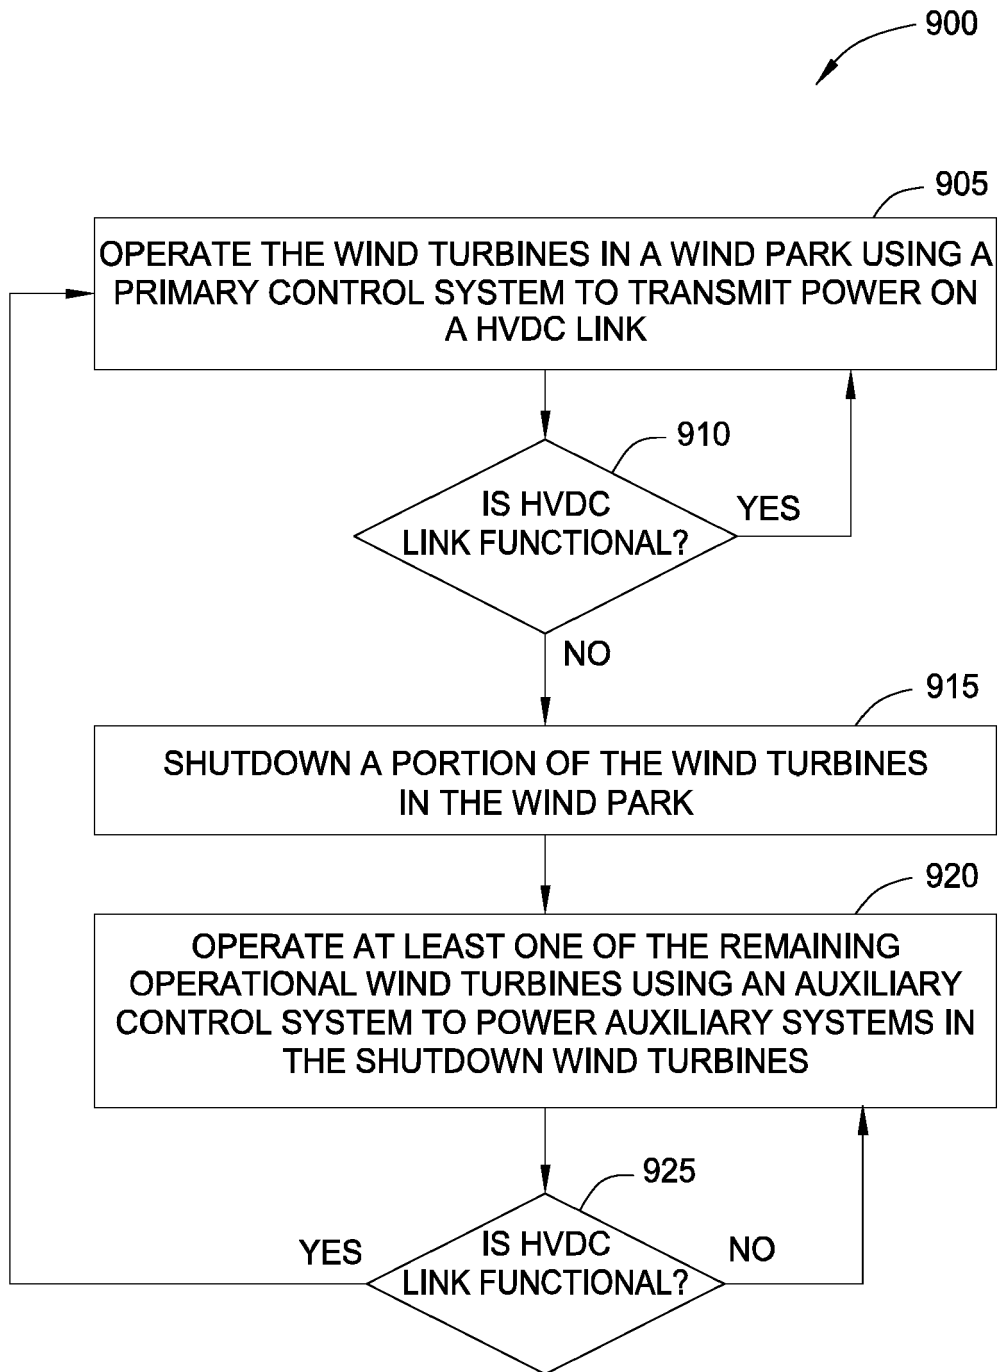 900
905
OPERATE THE WIND TURBINES IN A WIND PARK USING A
PRIMARY CONTROL SYSTEM TO TRANSMIT POWER ON
A HVDC LINK
910
IS HVDC
LINK FUNCTIONAL?
YES
NO
915
SHUTDOWN A PORTION OF THE WIND TURBINES
IN THE WIND PARK
920
OPERATE AT LEAST ONE OF THE REMAINING
OPERATIONAL WIND TURBINES USING AN AUXILIARY
CONTROL SYSTEM TO POWER AUXILIARY SYSTEMS IN
THE SHUTDOWN WIND TURBINES
925
YES
IS HVDC
LINK FUNCTIONAL?
NO